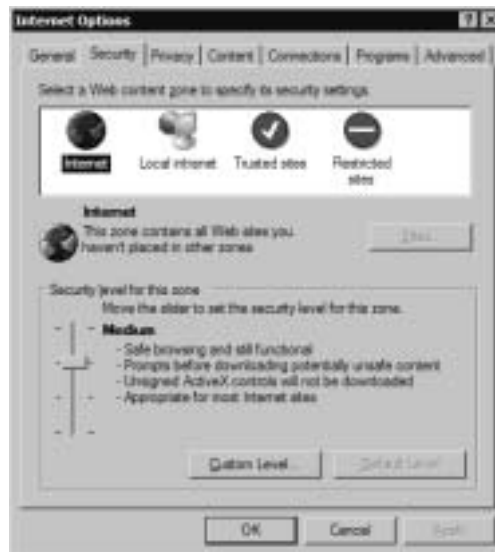 Internet Options
General Security Privacy Content Connections Programs Advanced
Select a Web content zone to specify its security settings.
Internet Local intranet Trusted sites Restricted
sites
Internet
This zone contains all Web sites you
haven't placed in other zones
Sites...
Security level for this zone
Move the slider to set the security level for this zone.
Medium
- Safe browsing and still functional
- Prompts before downloading potentially unsafe content
- Unsigned ActiveX controls will not be downloaded
- Appropriate for most Internet sites
Custom Level... Default Level
OK Cancel Apply